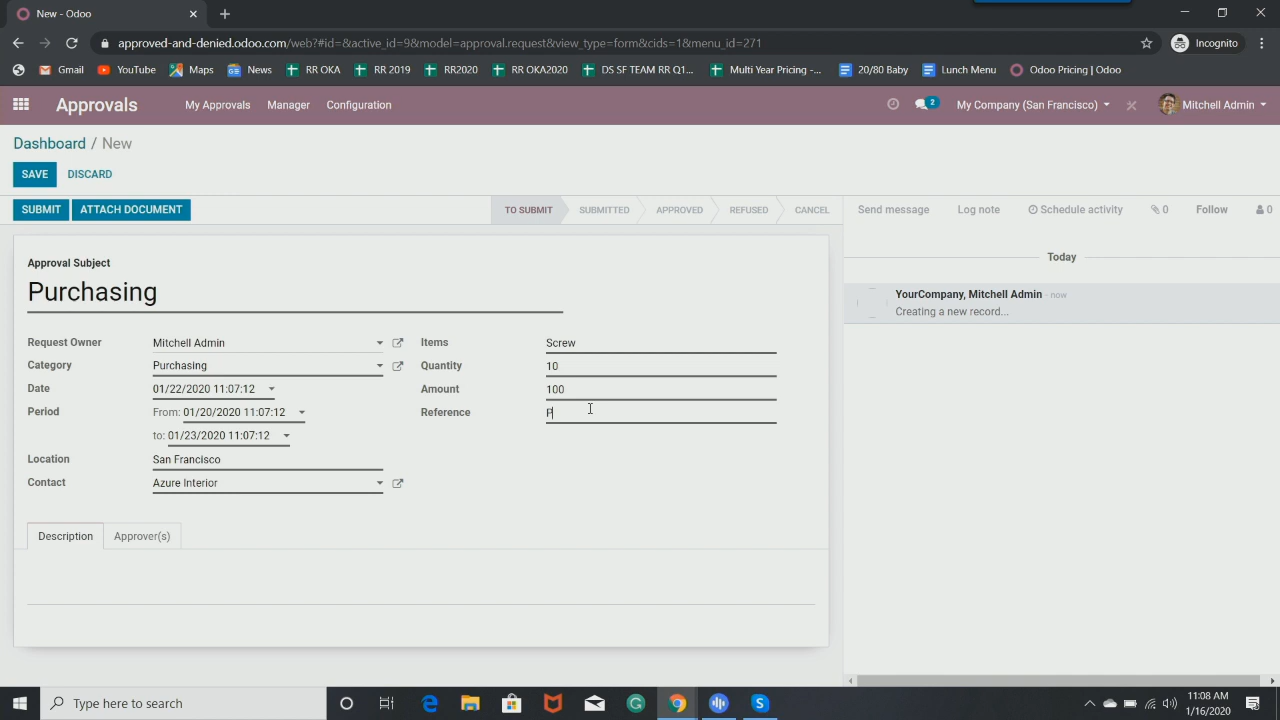 New - Odoo
approved-and-denied.odoo.com/web?#id=&active_id=9&model=approval.request&view_type=form&cids=1&menu_id=271
Incognito
Gmail YouTube Maps News RR OKA RR 2019 RR2020 RR OKA2020 DS SF TEAM RR Q1... Multi Year Pricing -... 20/80 Baby Lunch Menu Odoo Pricing | Odoo
Approvals My Approvals Manager Configuration 2 My Company (San Francisco) Mitchell Admin
Dashboard / New
SAVE DISCARD
SUBMIT ATTACH DOCUMENT TO SUBMIT SUBMITTED APPROVED REFUSED CANCEL Send message Log note Schedule activity 0 Follow 0
Today
Approval Subject
Purchasing
YourCompany, Mitchell Admin - now
Creating a new record...
Request Owner Mitchell Admin Items Screw
Category Purchasing Quantity 10
Date 01/22/2020 11:07:12 Amount 100
Period From: 01/20/2020 11:07:12 Reference P
to: 01/23/2020 11:07:12
Location San Francisco
Contact Azure Interior
Description Approver(s)
Type here to search
11:08 AM
1/16/2020